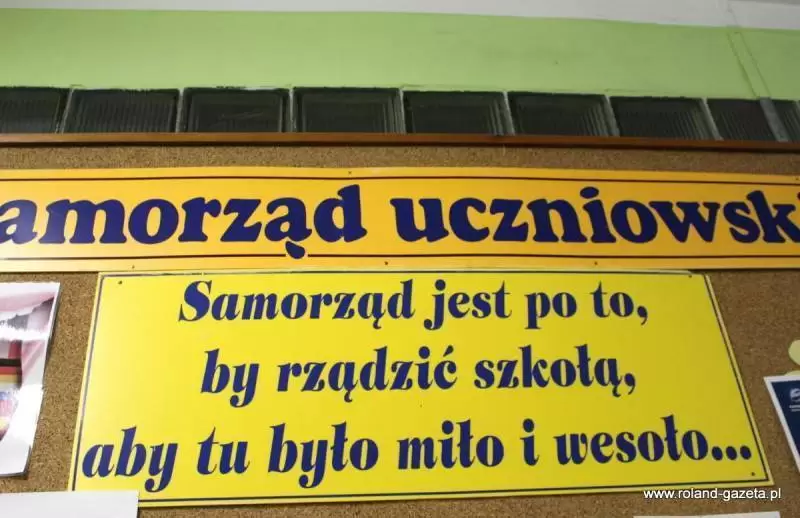 amorząd uczniowsk
Samorząd jest po to,
by rządzić szkołą,
aby tu było miło i wesoło...
www.roland-gazeta.pl